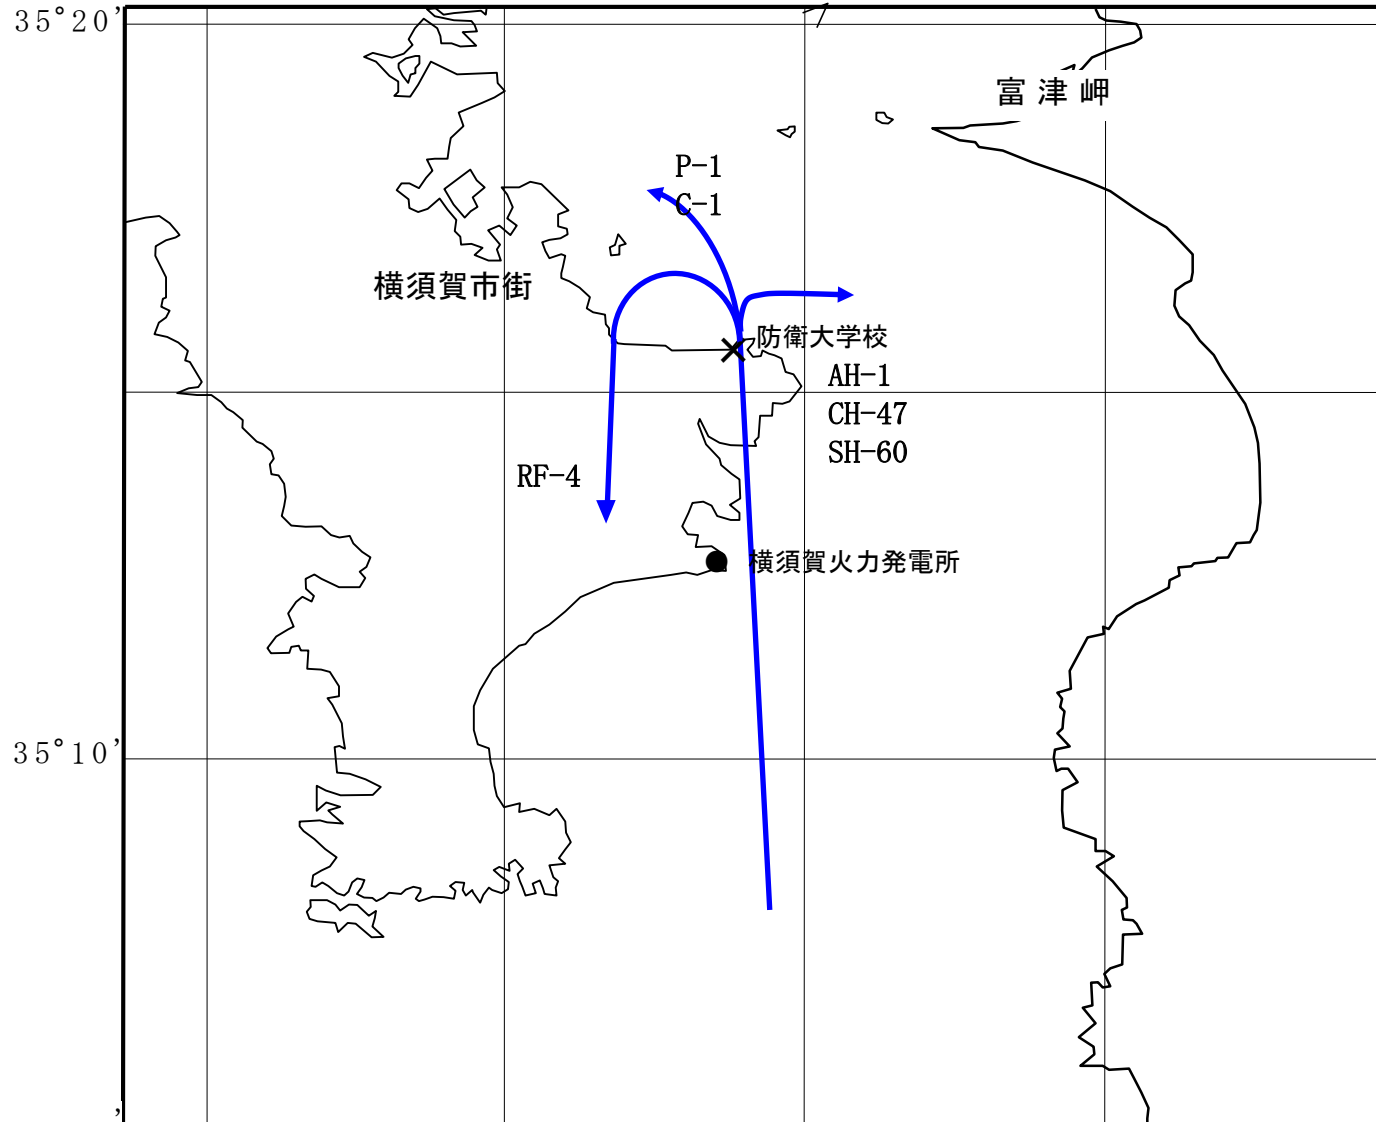 35°20'
富津岬
P-1
C-1
横須賀市街
防衛大学校
AH-1
CH-47
SH-60
RF-4
横須賀火力発電所
35°10'
'